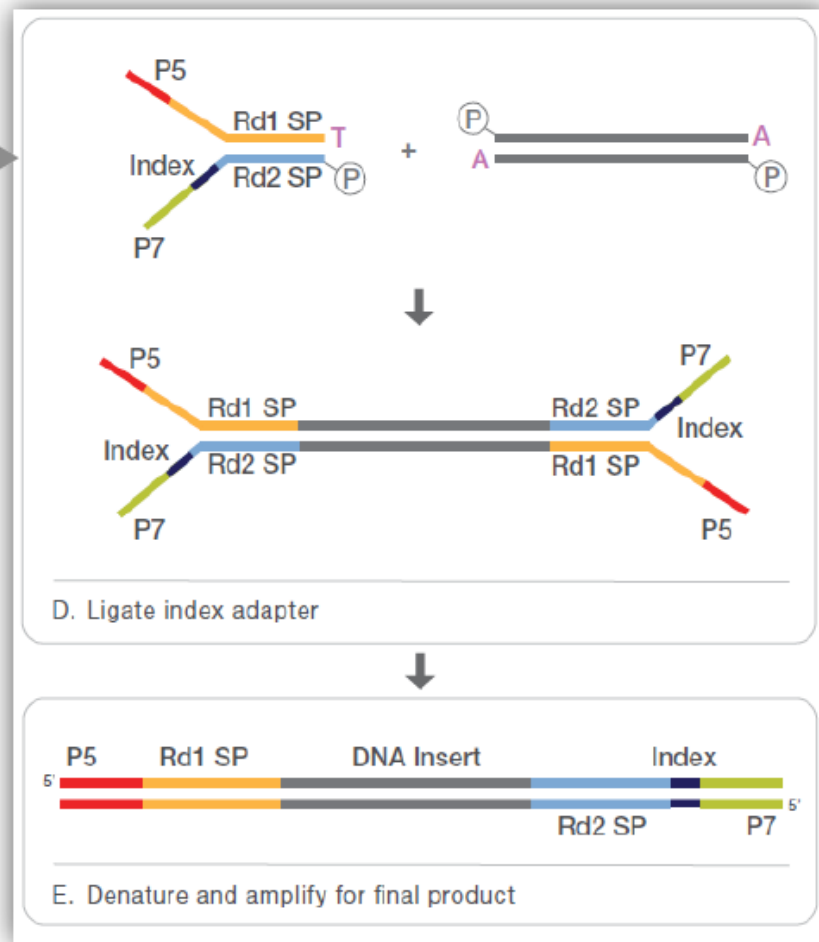 P5
Rd1 SP T
Index Rd2 SP P
P7
+
P A
A P
P5 P7
Rd1 SP Rd2 SP
Index Rd2 SP Rd1 SP Index
P7 P5
D. Ligate index adapter
P5 Rd1 SP DNA Insert Index
5'
5'
Rd2 SP P7
E. Denature and amplify for final product